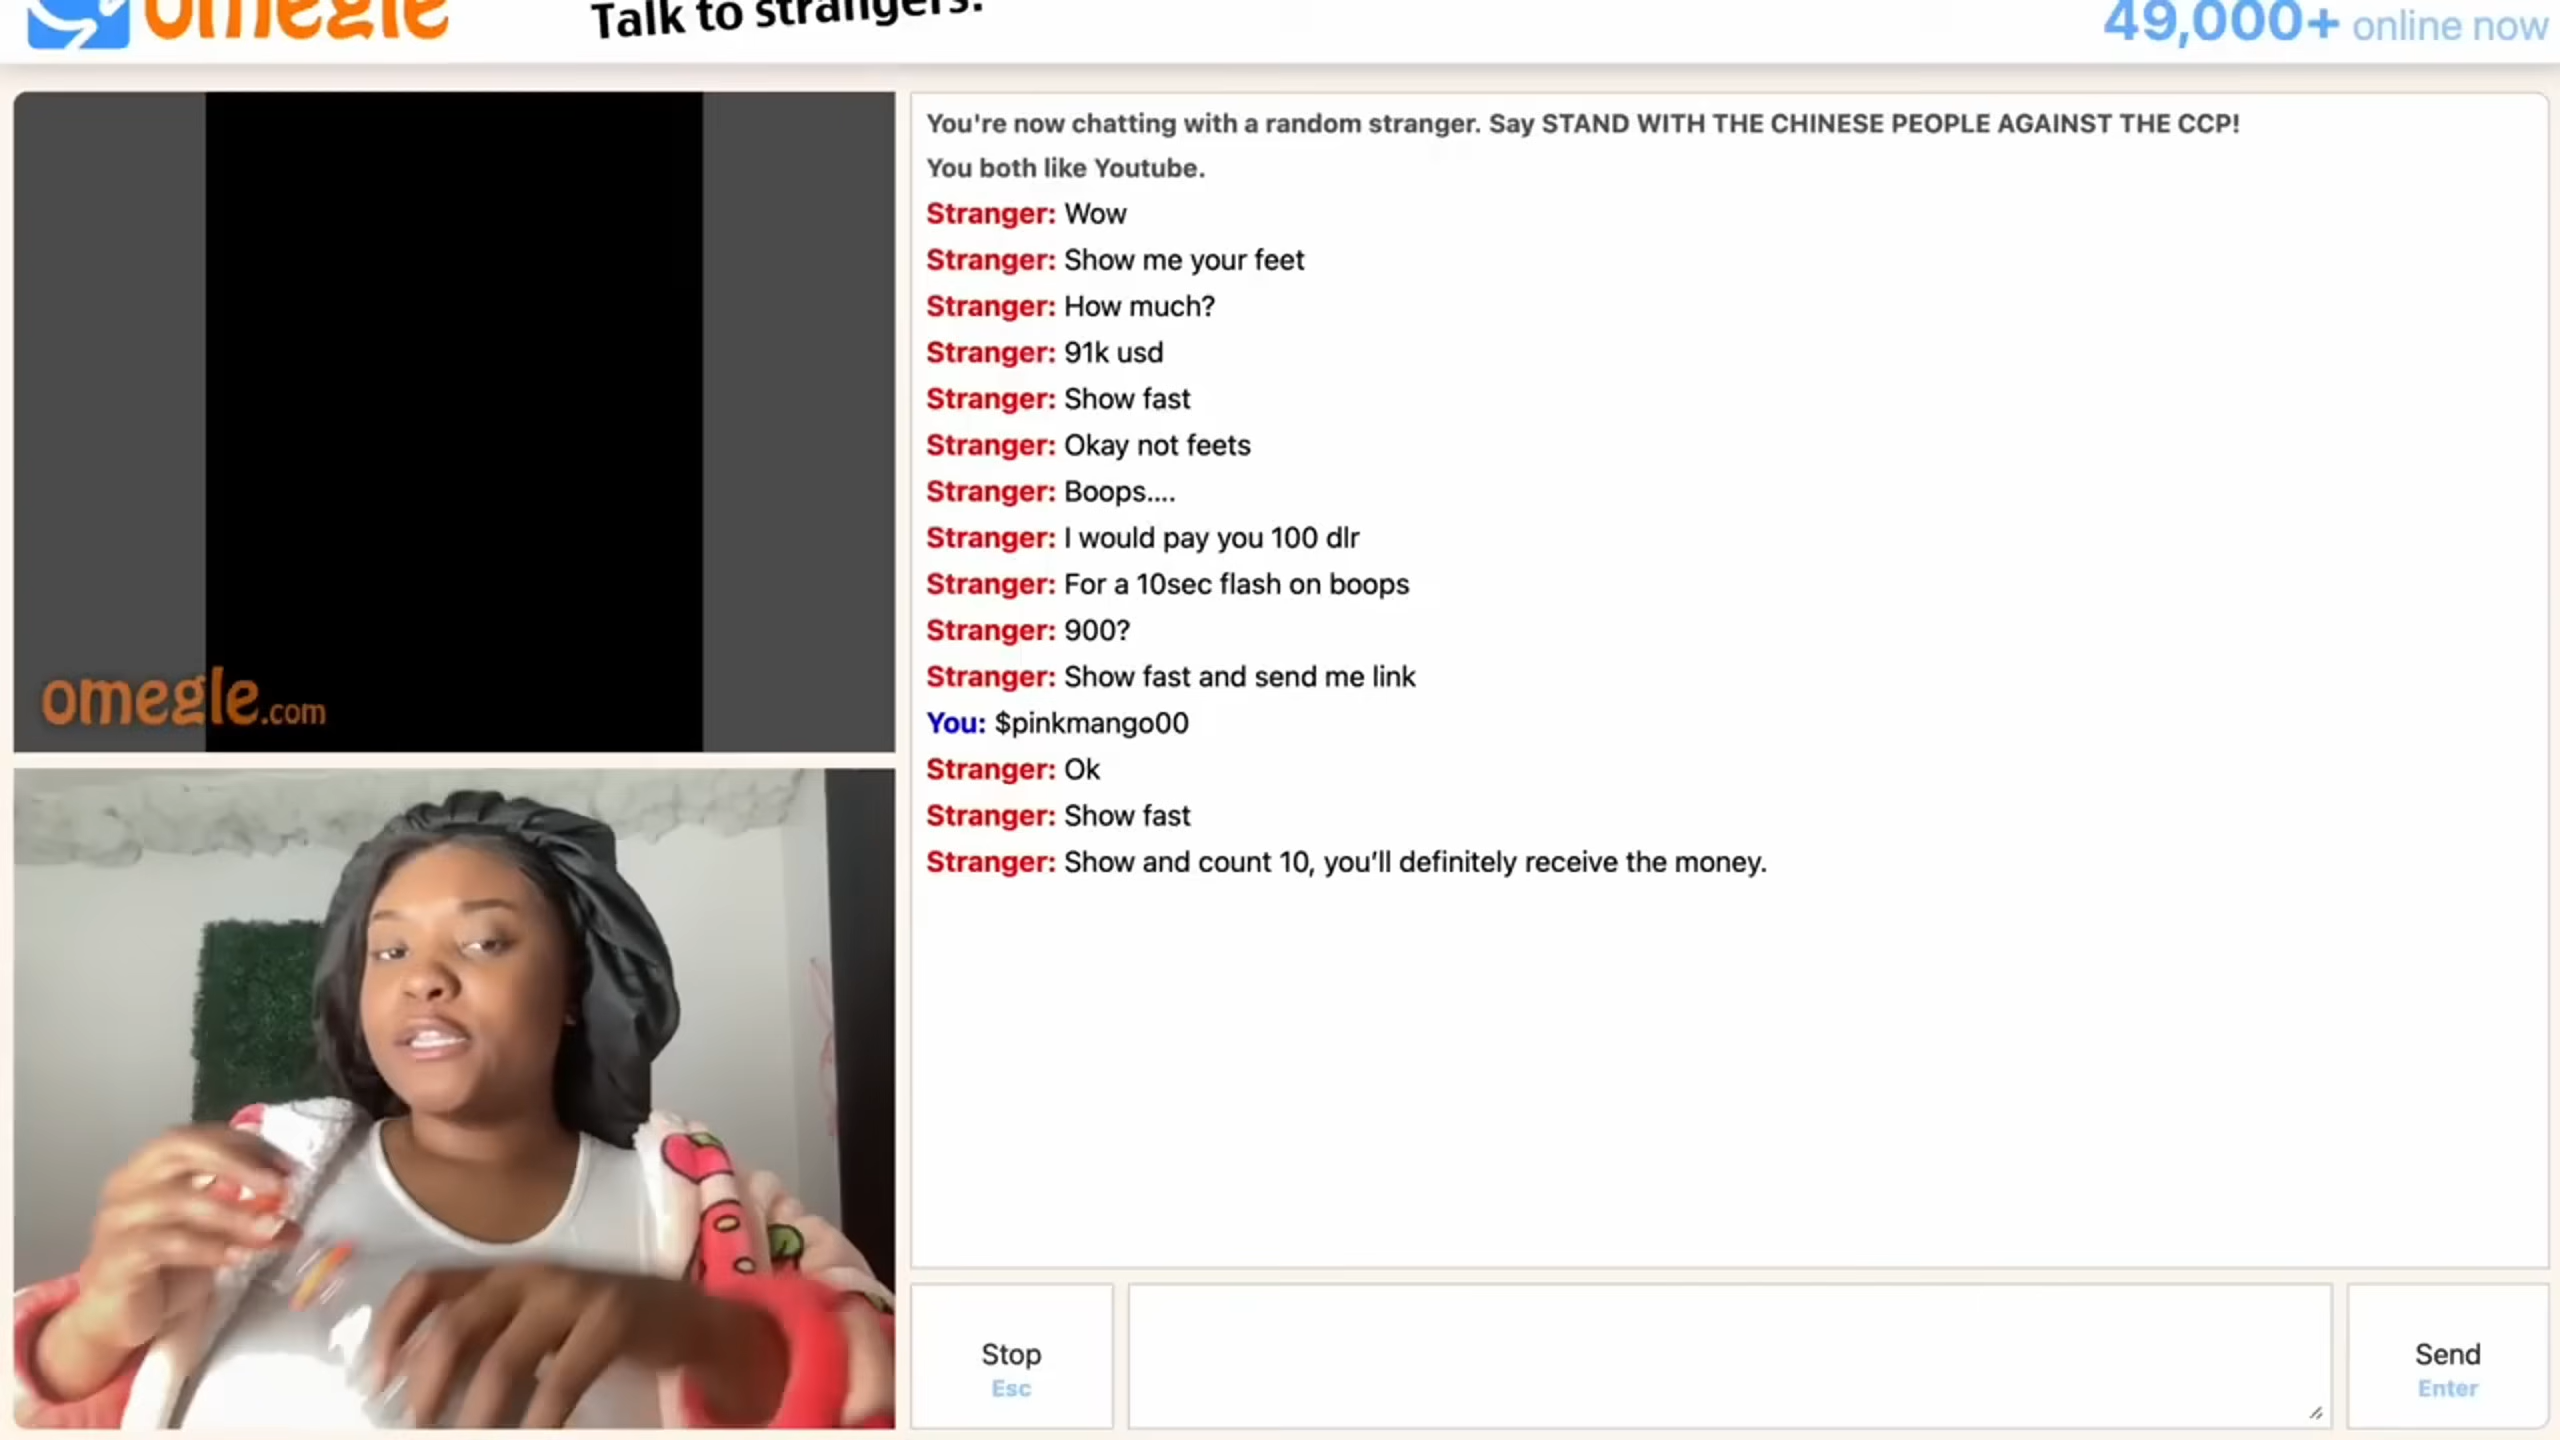 omegle
Talk to strangers!
49,000+ online now
You're now chatting with a random stranger. Say STAND WITH THE CHINESE PEOPLE AGAINST THE CCP!
You both like Youtube.
Stranger: Wow
Stranger: Show me your feet
Stranger: How much?
Stranger: 91k usd
Stranger: Show fast
Stranger: Okay not feets
Stranger: Boops....
Stranger: I would pay you 100 dlr
Stranger: For a 10sec flash on boops
Stranger: 900?
Stranger: Show fast and send me link
You: $pinkmango00
Stranger: Ok
Stranger: Show fast
Stranger: Show and count 10, you’ll definitely receive the money.
omegle.com
Stop
Esc
Send
Enter